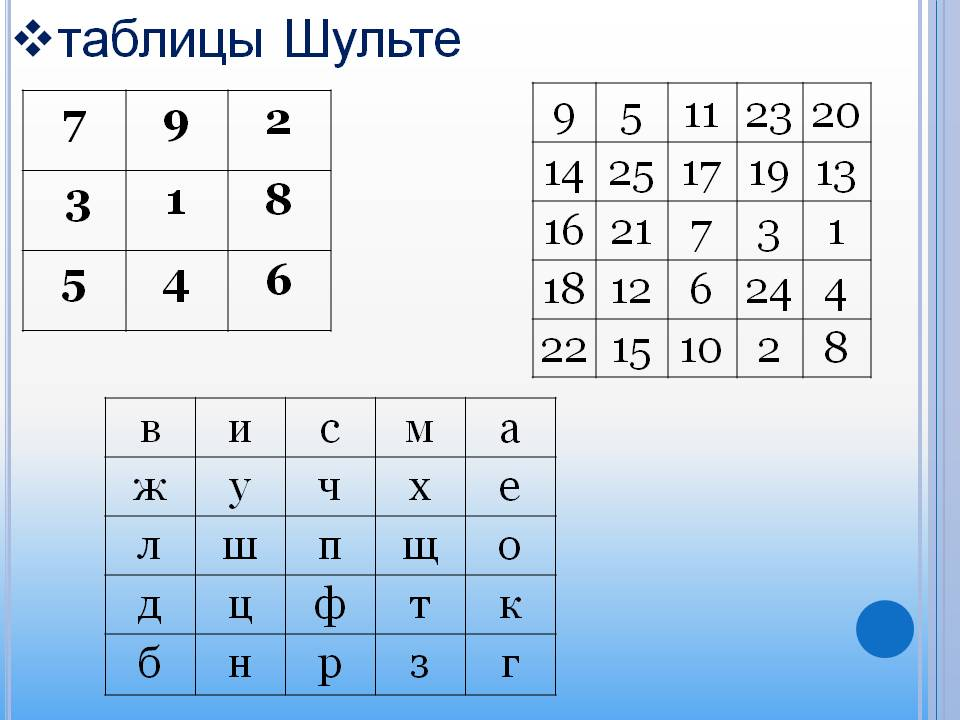 таблицы Шульте
7 9 2
3 1 8
5 4 6
9 5 11 23 20
14 25 17 19 13
16 21 7 3 1
18 12 6 24 4
22 15 10 2 8
в и с м а
ж у ч х е
л ш п щ о
д ц ф т к
б н р з г